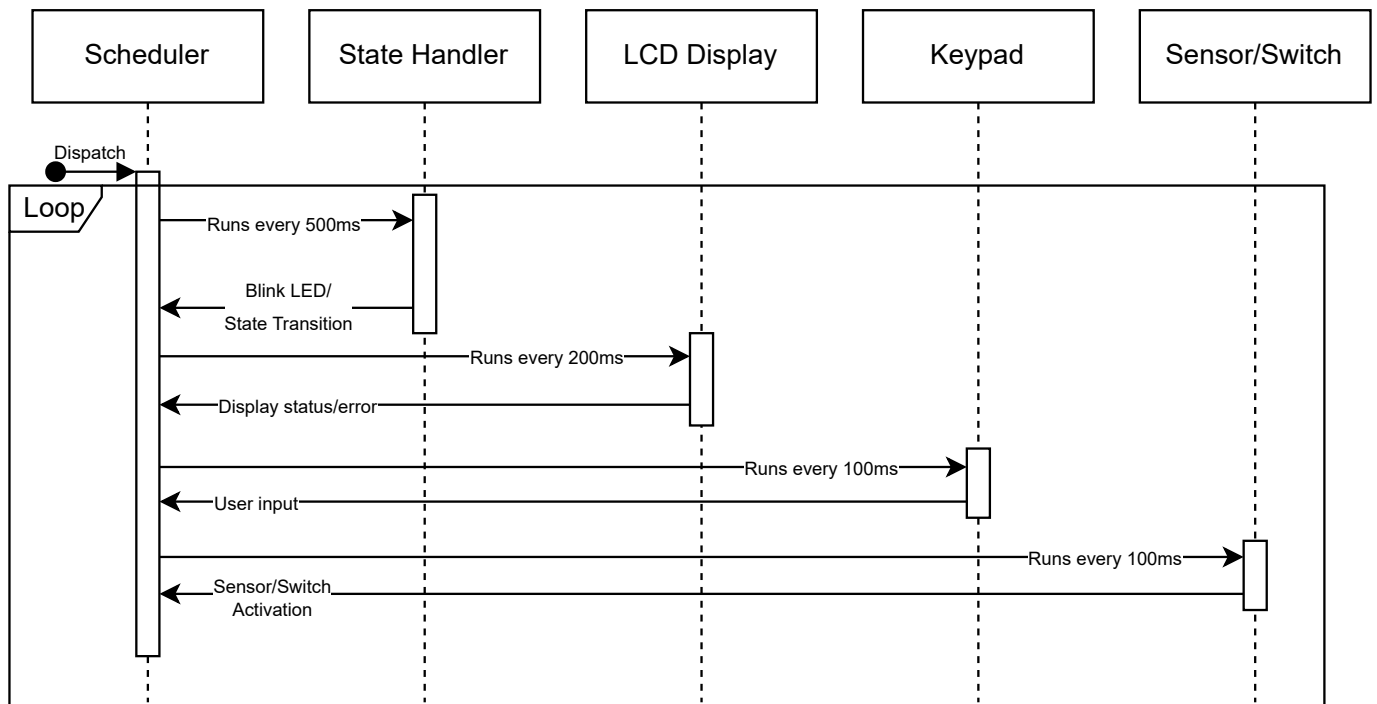 Scheduler
State Handler
LCD Display
Keypad
Sensor/Switch
Dispatch
Loop
Runs every 500ms
Blink LED/
State Transition
Runs every 200ms
Display status/error
Runs every 100ms
User input
Runs every 100ms
Sensor/Switch
Activation